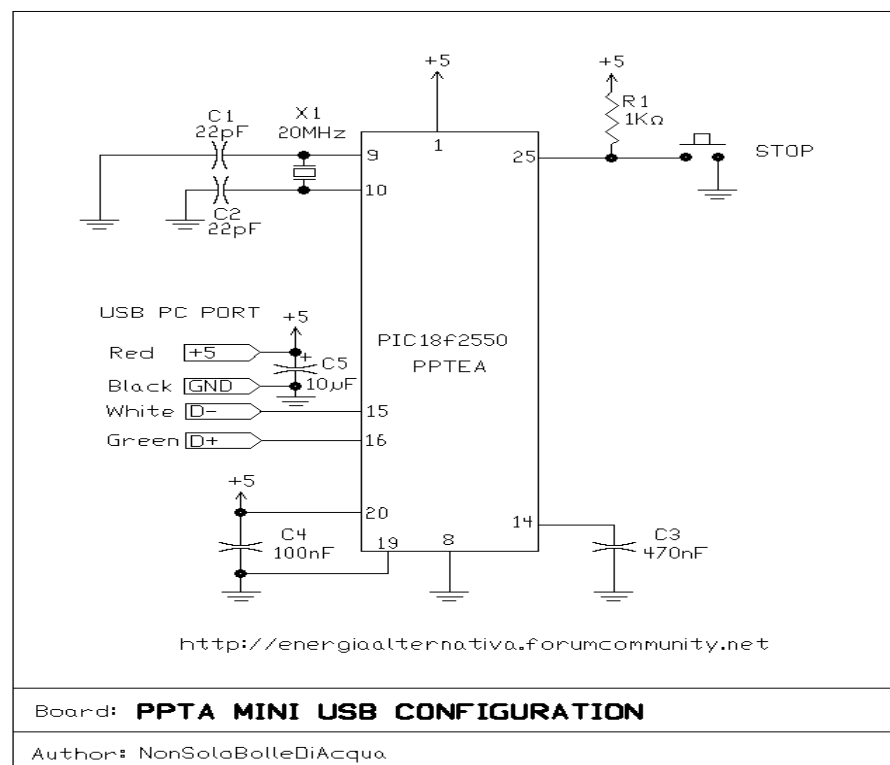 +5
+5
C1
22pF
X1
20MHz
R1
1KΩ
9
1
25
STOP
10
C2
22pF
USB PC PORT
+5
Red +5
PIC18f2550
PPTEA
+
C5
10µF
Black GND
White D- 15
Green D+ 16
+5
20
14
C4
100nF
19
8
C3
470nF
http://energiaalternativa.forumcommunity.net
Board: PPTA MINI USB CONFIGURATION
Author: NonSoloBolleDiAcqua